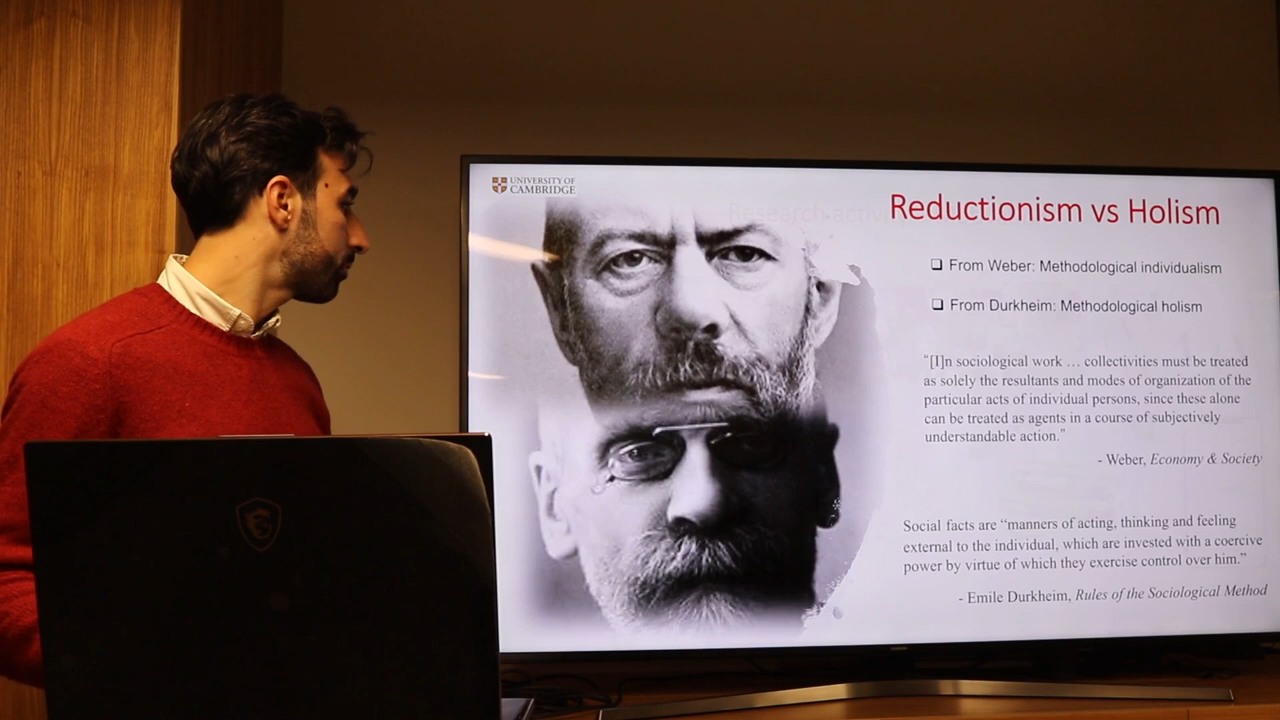 UNIVERSITY OF
CAMBRIDGE
Research activ
Reductionism vs Holism
❑ From Weber: Methodological individualism
❑ From Durkheim: Methodological holism
"[I]n sociological work … collectivities must be treated
as solely the resultants and modes of organization of the
particular acts of individual persons, since these alone
can be treated as agents in a course of subjectively
understandable action."
- Weber, Economy & Society
Social facts are "manners of acting, thinking and feeling
external to the individual, which are invested with a coercive
power by virtue of which they exercise control over him."
- Emile Durkheim, Rules of the Sociological Method